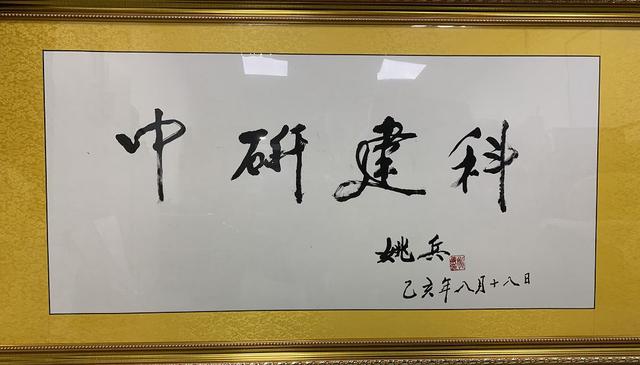 中研建科
姚兵
乙亥年八月十八日